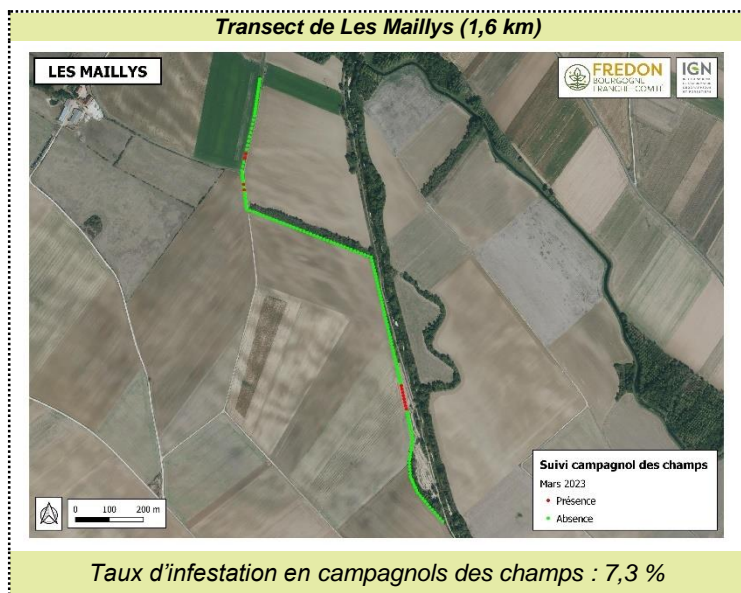 Transect de Les Maillys (1,6 km)
LES MAILLYS
FREDON
BOURGOGNE
FRANCHE-COMTÉ
IGN
Suivi campagnol des champs
Mars 2023
Présence
Absence
0 100 200 m
Taux d'infestation en campagnols des champs : 7,3 %